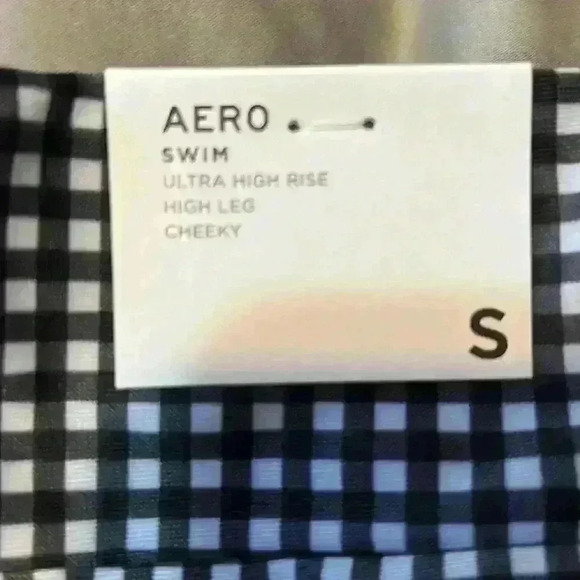 AERO
SWIM
ULTRA HIGH RISE
HIGH LEG
CHEEKY
S